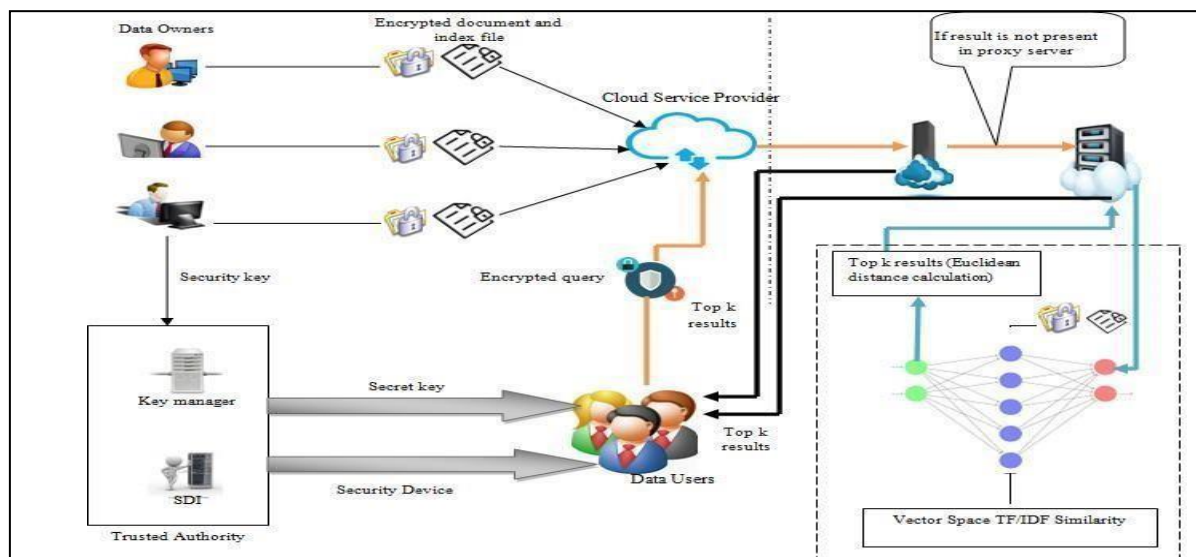 Data Owners
Encrypted document and
index file
If result is not present
in proxy server
Cloud Service Provider
Security key
Encrypted query
Top k
results
Top k results (Euclidean
distance calculation)
Key manager
Secret key
SDI
Security Device
Top k
results
Data Users
Trusted Authority
Vector Space TF/IDF Similarity